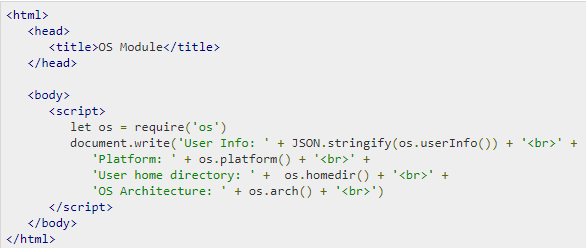 <html>
<head>
<title>OS Module</title>
</head>
<body>
<script>
let os = require('os')
document.write('User Info: ' + JSON.stringify(os.userInfo()) + '<br>' +
'Platform: ' + os.platform() + '<br>' +
'User home directory: ' +  os.homedir() + '<br>' +
'OS Architecture: ' + os.arch() + '<br>')
</script>
</body>
</html>